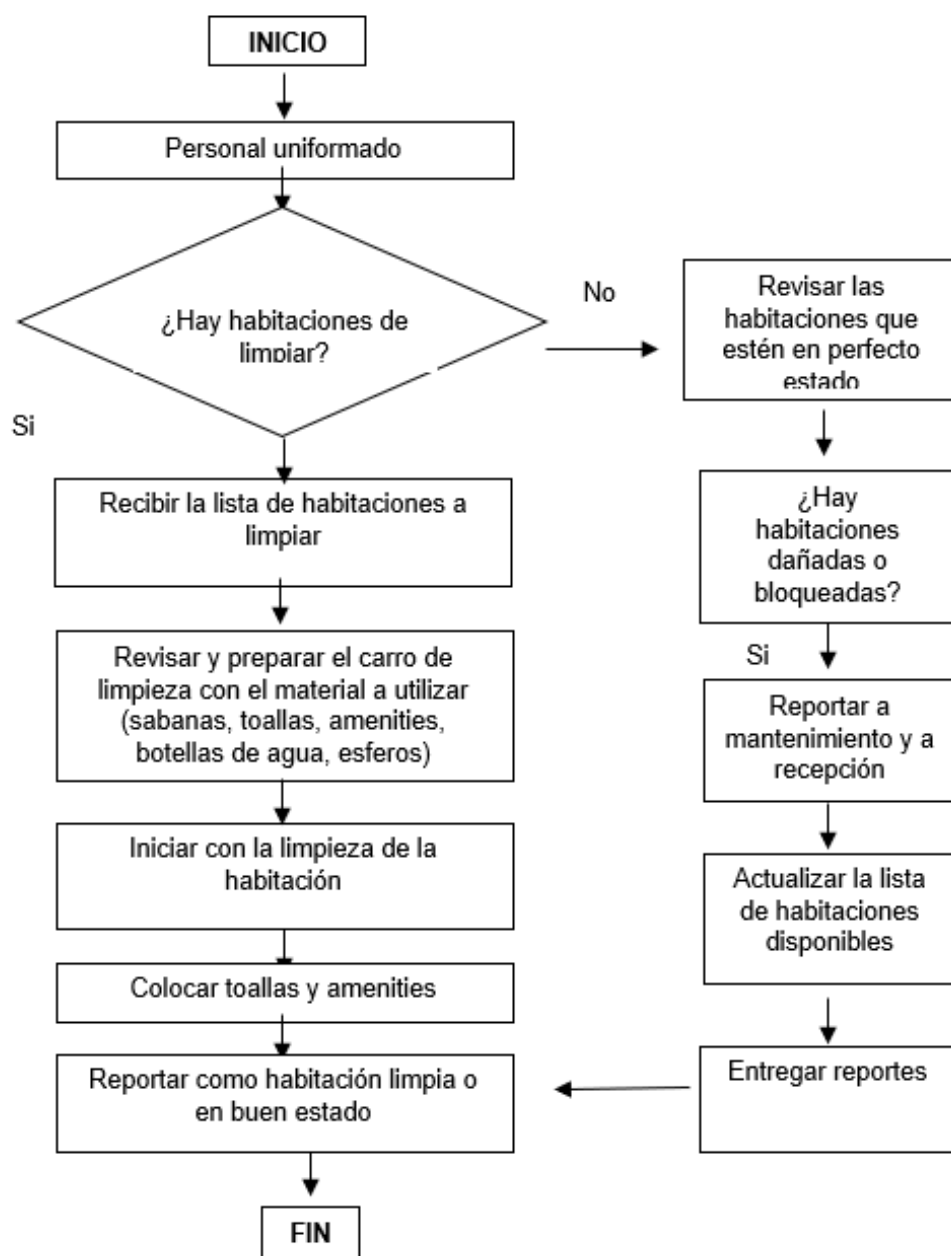 INICIO
Personal uniformado
¿Hay habitaciones de
limpiar?
No
Revisar las
habitaciones que
estén en perfecto
estado
Si
Recibir la lista de habitaciones a
limpiar
¿Hay
habitaciones
dañadas o
bloqueadas?
Si
Revisar y preparar el carro de
limpieza con el material a utilizar
(sabanas, toallas, amenities,
botellas de agua, esferos)
Reportar a
mantenimiento y a
recepción
Iniciar con la limpieza de la
habitación
Actualizar la lista
de habitaciones
disponibles
Colocar toallas y amenities
Reportar como habitación limpia o
en buen estado
Entregar reportes
FIN